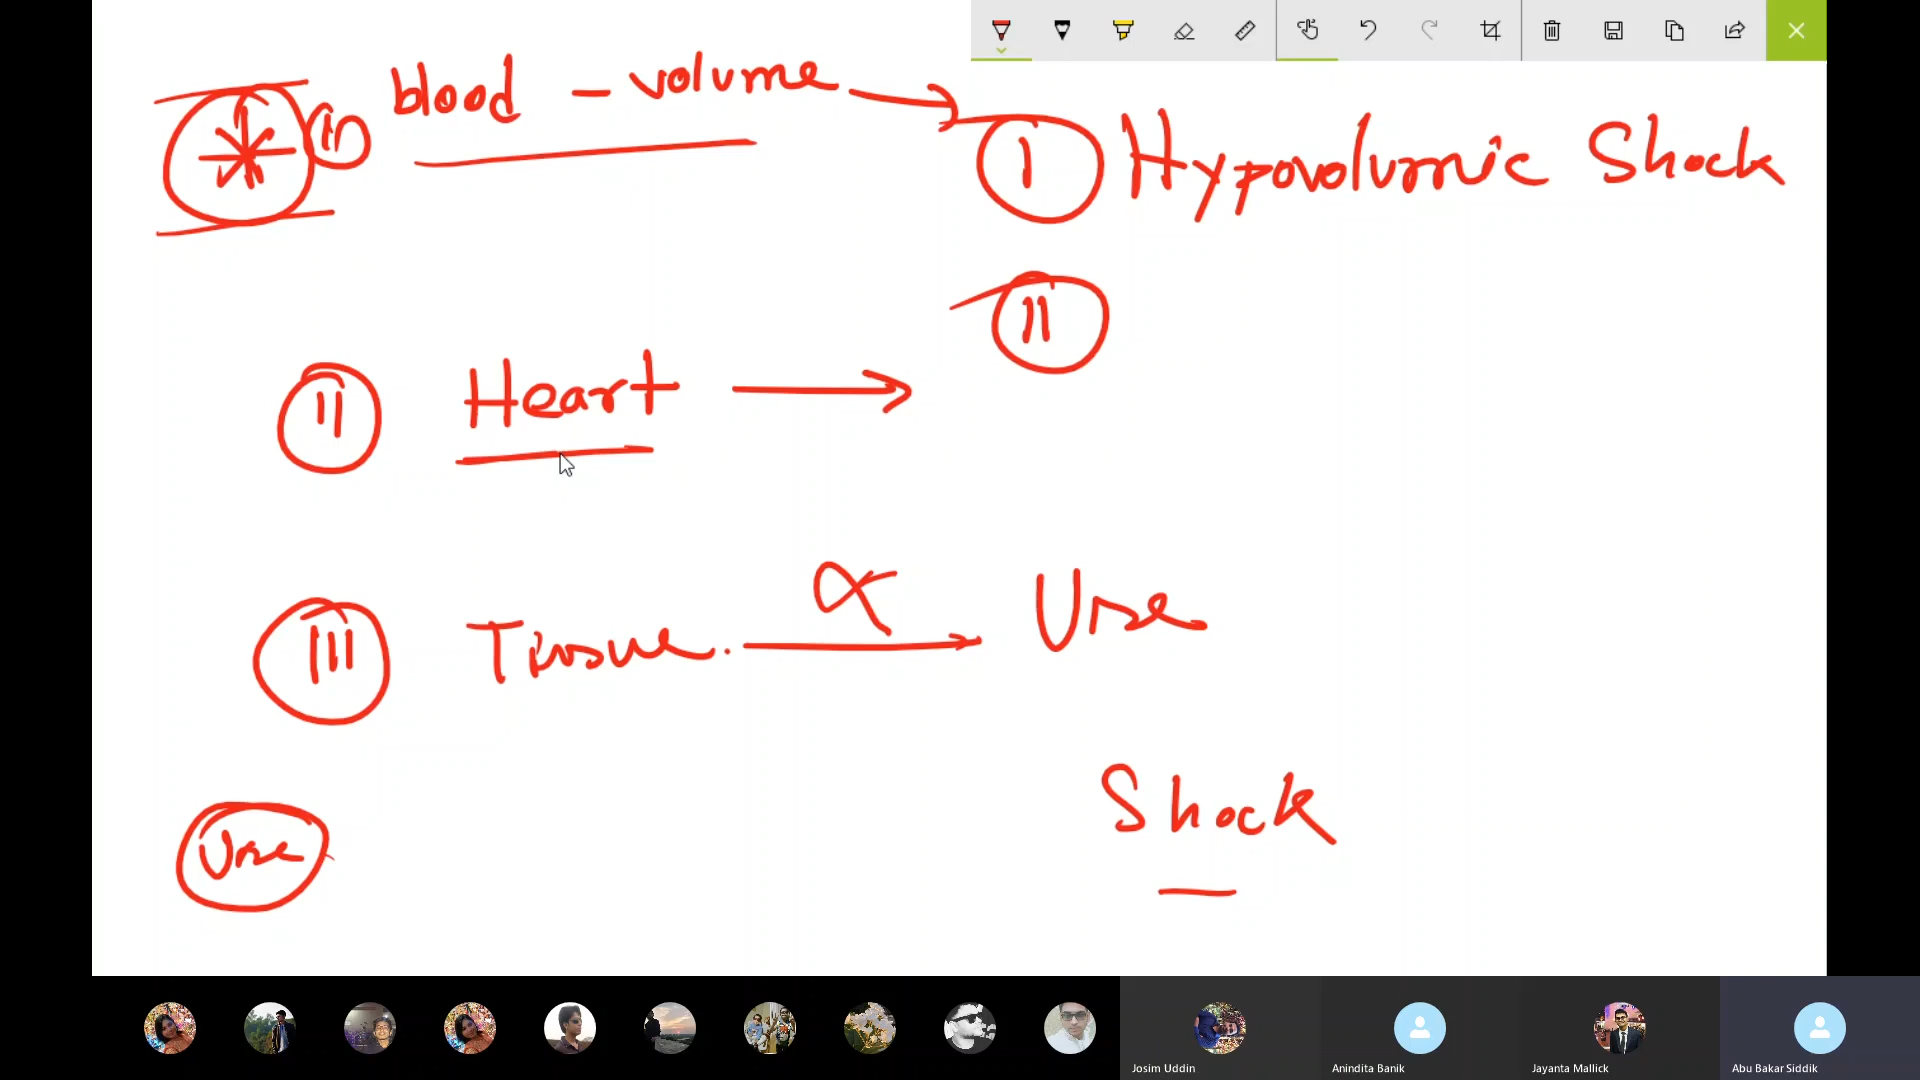 (I) blood - volume → (I) Hypovolumic Shock
(II)
(II) Heart →
(III) Tissue. → Use
Use
Shock
Josim Uddin
Anindita Banik
Jayanta Mallick
Abu Bakar Siddik